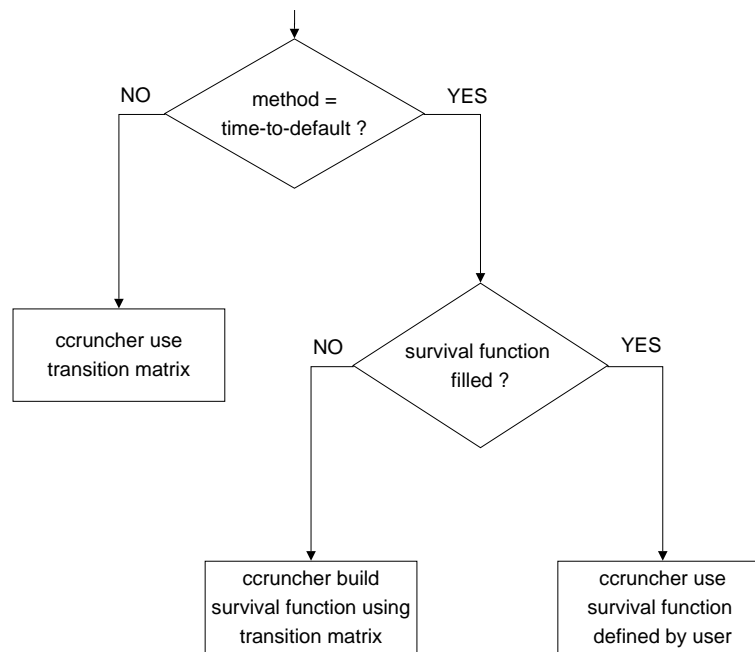 method =
time-to-default ?
NO
YES
ccruncher use
transition matrix
survival function
filled ?
NO
YES
ccruncher build
survival function using
transition matrix
ccruncher use
survival function
defined by user